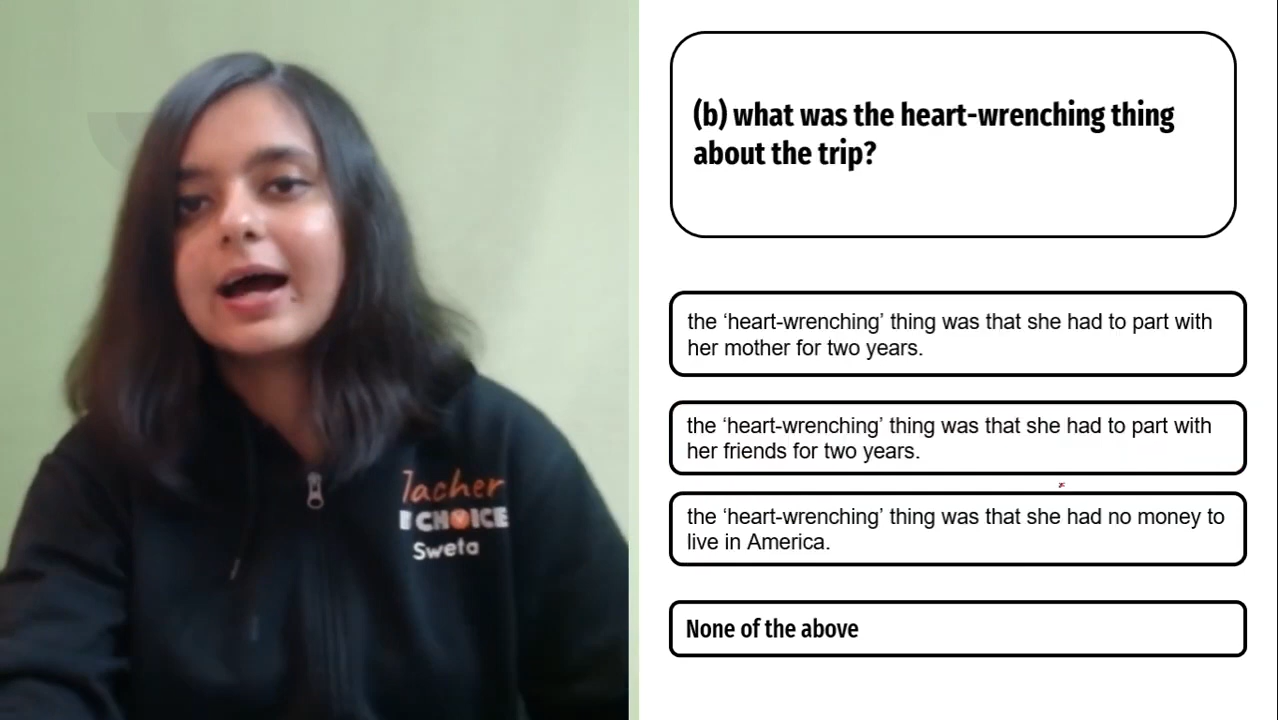 (b) what was the heart-wrenching thing
about the trip?
the ‘heart-wrenching’ thing was that she had to part with
her mother for two years.
the ‘heart-wrenching’ thing was that she had to part with
her friends for two years.
the ‘heart-wrenching’ thing was that she had no money to
live in America.
None of the above
CHOICE
Sweta